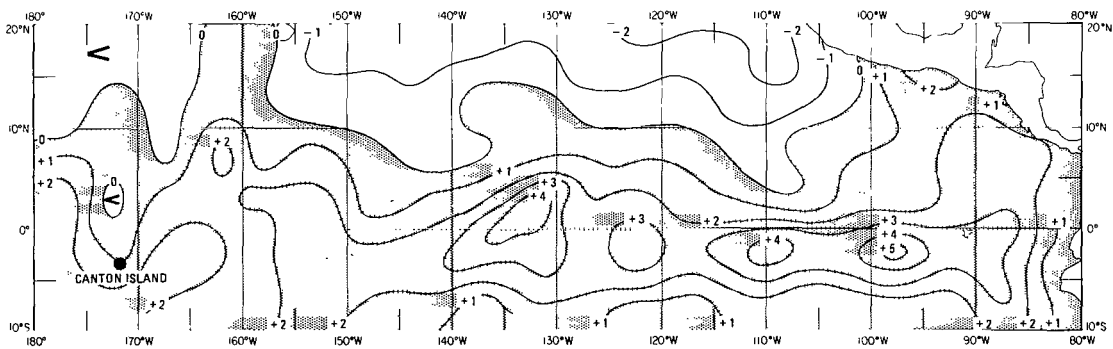 180° 170°W 160°W 150°W 140°W 130°W 120°W 110°W 100°W 90°W 80°W
20°N 0 0 -1 -2 -2 20°N
< -1 0 +1
+2 +1
10°N 10°N
0 +2
+1 +1
+2 0 +3
< +4 +3 +2 +3 +1
0° +4 +4 0°
+5
CANTON ISLAND
+2 +1 +1
10°S +2 +2 +1 +1 +2 +2 +1 10°S
170°W 160°W 150°W 140°W 130°W 120°W 110°W 100°W 90°W 80°W